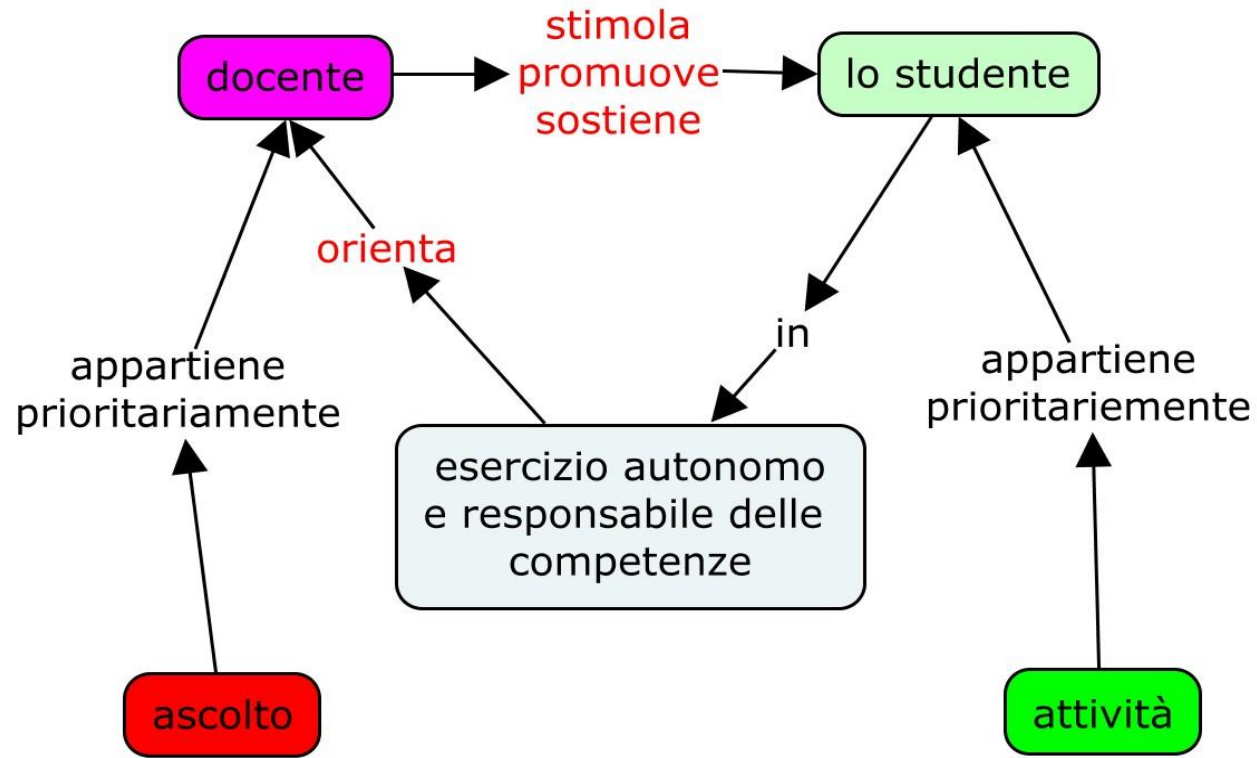 stimola
docente
promuove
lo studente
sostiene
orienta
in
appartiene
prioritariamente
appartiene
prioritariemente
esercizio autonomo
e responsabile delle
competenze
ascolto
attività